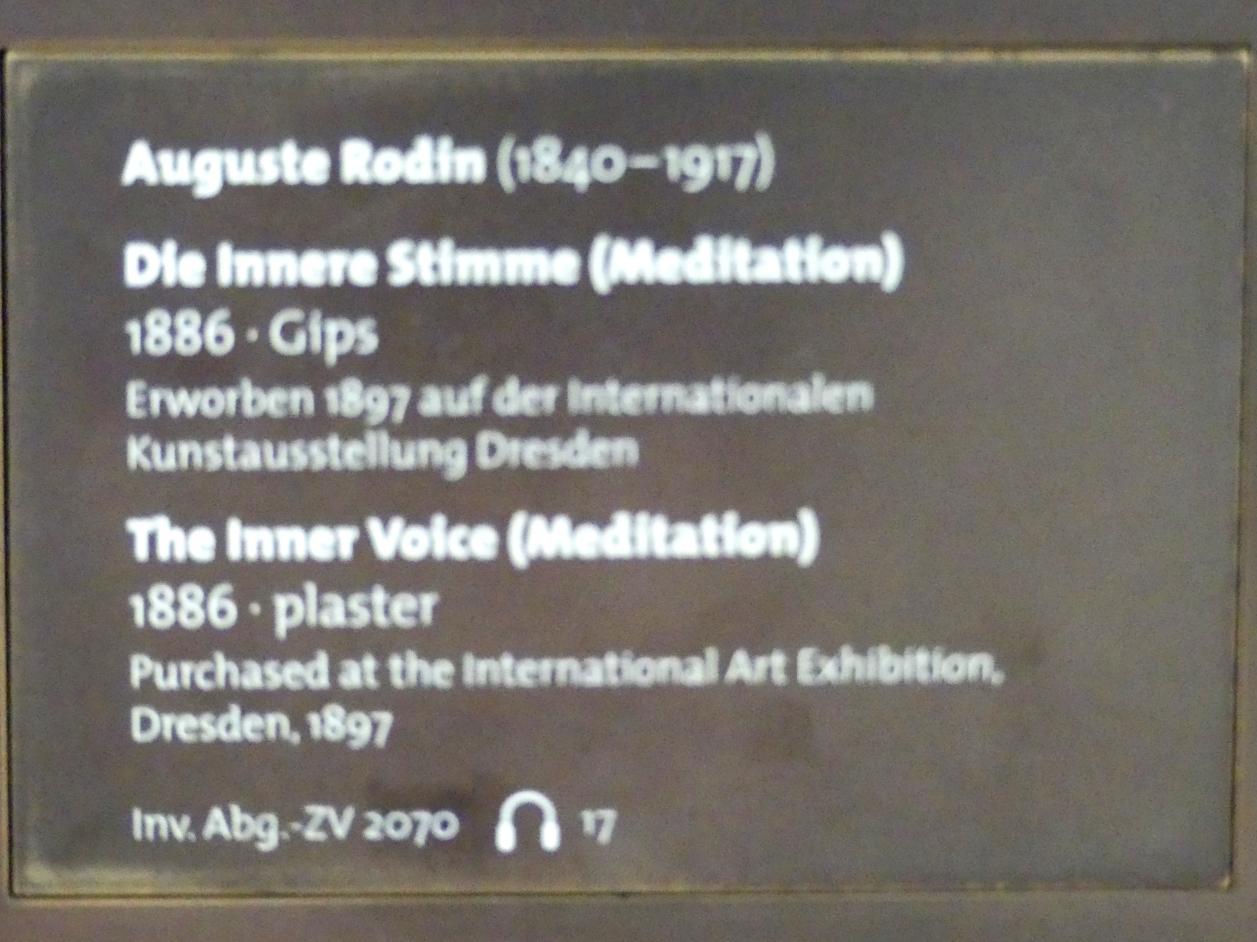 Auguste Rodin (1840–1917)
Die Innere Stimme (Meditation)
1886 · Gips
Erworben 1897 auf der Internationalen
Kunstausstellung Dresden
The Inner Voice (Meditation)
1886 · plaster
Purchased at the International Art Exhibition,
Dresden, 1897
Inv. Abg.-ZV 2070 17